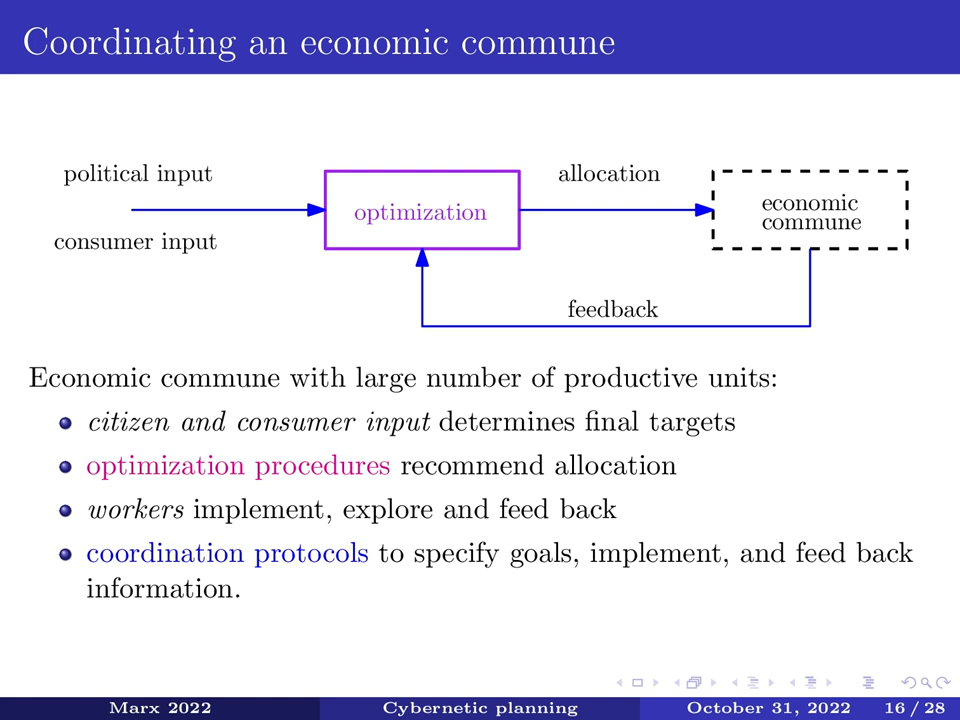 Coordinating an economic commune
political input
consumer input
optimization
allocation
economic
commune
feedback
Economic commune with large number of productive units:
citizen and consumer input determines final targets
optimization procedures recommend allocation
workers implement, explore and feed back
coordination protocols to specify goals, implement, and feed back
information.
Marx 2022 Cybernetic planning October 31, 2022 16 / 28